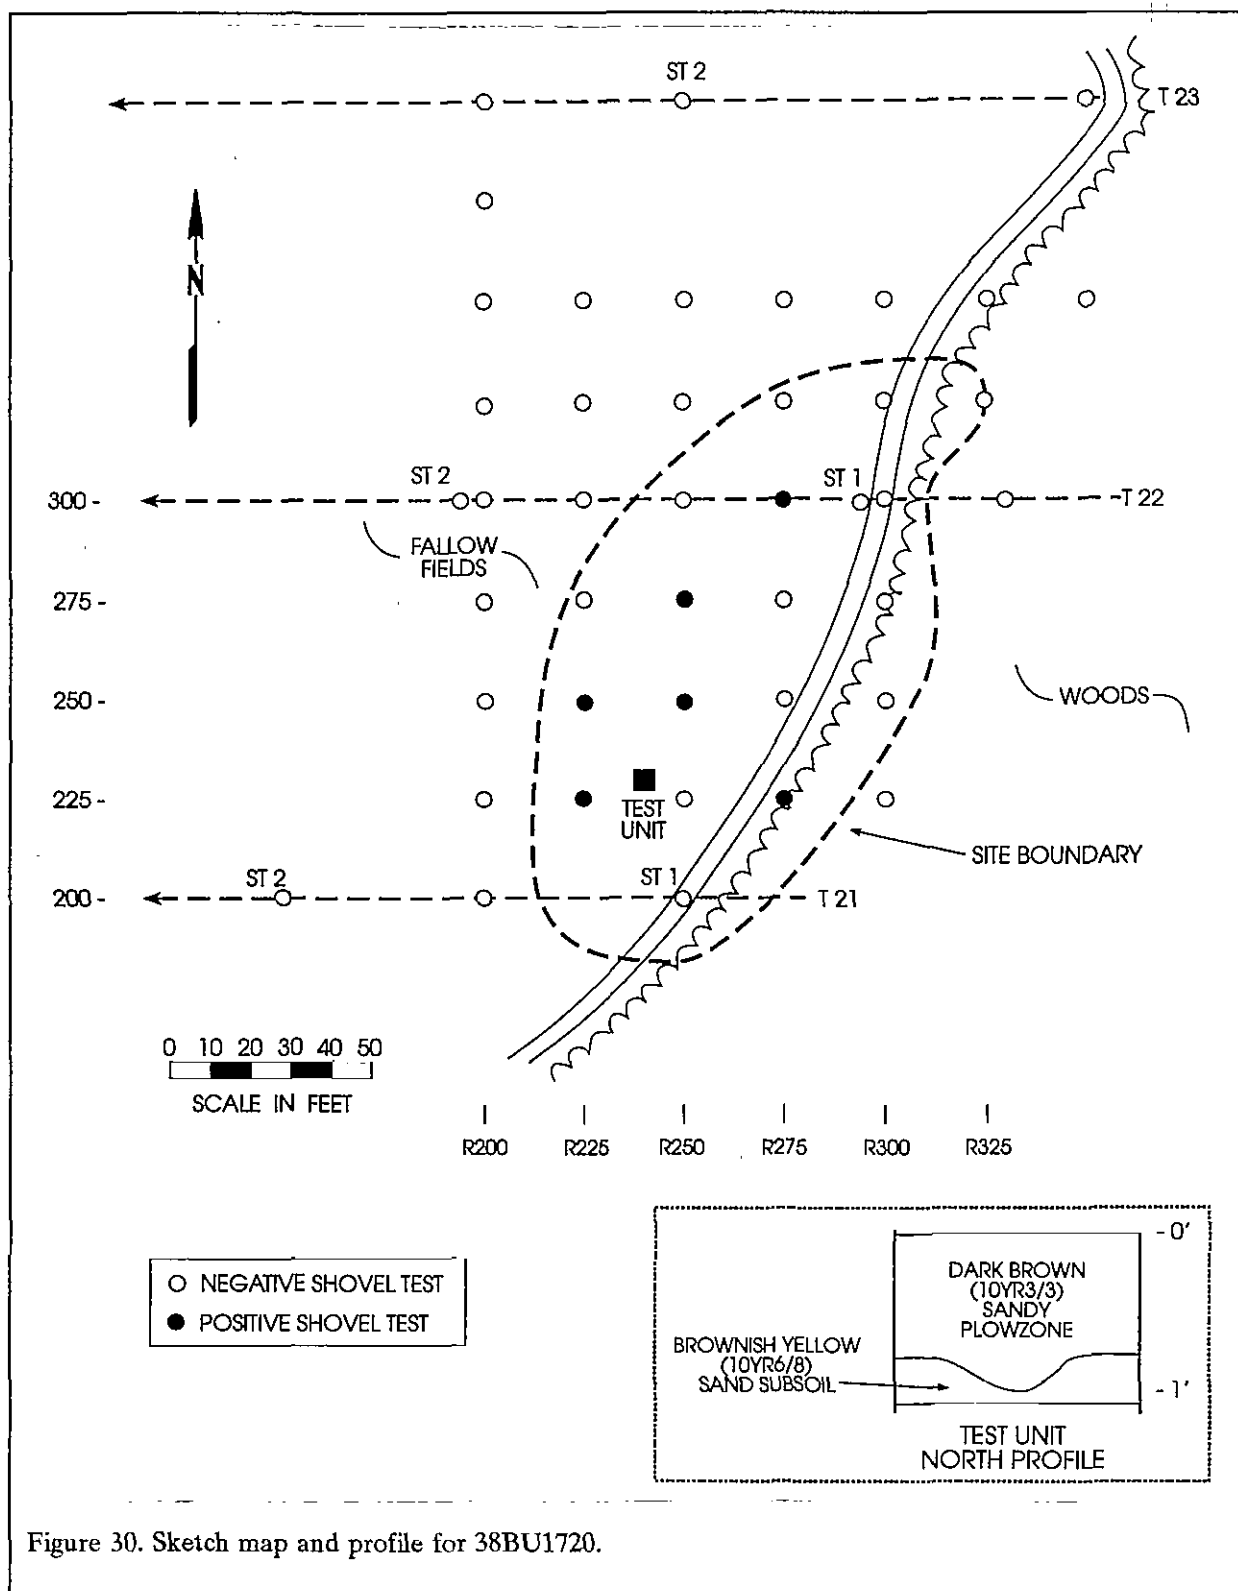 ST 2
T 23
N
ST 2
ST 1
300 -
T 22
FALLOW
FIELDS
275 -
250 -
WOODS
225 -
TEST
UNIT
SITE BOUNDARY
ST 2
ST 1
200 -
T 21
0 10 20 30 40 50
SCALE IN FEET
R200 R225 R250 R275 R300 R325
NEGATIVE SHOVEL TEST
POSITIVE SHOVEL TEST
- 0'
DARK BROWN
(10YR3/3)
SANDY
PLOWZONE
BROWNISH YELLOW
(10YR6/8)
SAND SUBSOIL
- 1'
TEST UNIT
NORTH PROFILE
Figure 30. Sketch map and profile for 38BU1720.